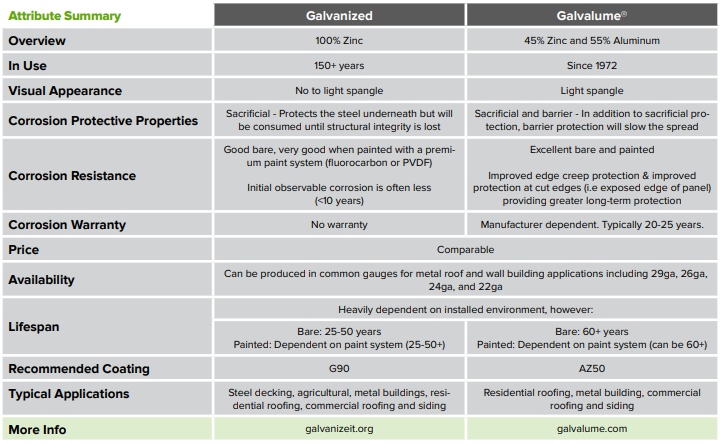 Attribute Summary
Galvanized
Galvalume®
Overview
100% Zinc
45% Zinc and 55% Aluminum
In Use
150+ years
Since 1972
Visual Appearance
No to light spangle
Light spangle
Corrosion Protective Properties
Sacrificial - Protects the steel underneath but will
be consumed until structural integrity is lost
Sacrificial and barrier - In addition to sacrificial pro-
tection, barrier protection will slow the spread
Corrosion Resistance
Good bare, very good when painted with a premi-
um paint system (fluorocarbon or PVDF)
Initial observable corrosion is often less
(<10 years)
Excellent bare and painted
Improved edge creep protection & improved
protection at cut edges (i.e exposed edge of panel)
providing greater long-term protection
Corrosion Warranty
No warranty
Manufacturer dependent. Typically 20-25 years.
Price
Comparable
Availability
Can be produced in common gauges for metal roof and wall building applications including 29ga, 26ga,
24ga, and 22ga
Lifespan
Heavily dependent on installed environment, however:
Bare: 25-50 years
Painted: Dependent on paint system (25-50+)
Bare: 60+ years
Painted: Dependent on paint system (can be 60+)
Recommended Coating
G90
AZ50
Typical Applications
Steel decking, agricultural, metal buildings, resi-
dential roofing, commercial roofing and siding
Residential roofing, metal building, commercial
roofing and siding
More Info
galvanizeit.org
galvalume.com